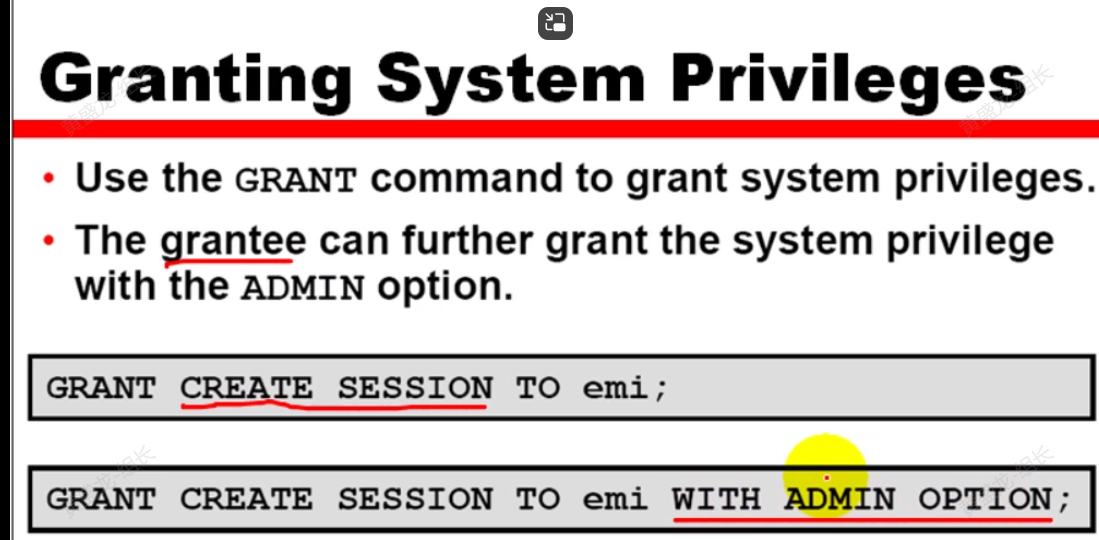 Granting System Privileges
• Use the GRANT command to grant system privileges.
• The grantee can further grant the system privilege
with the ADMIN option.
GRANT CREATE SESSION TO emi;
GRANT CREATE SESSION TO emi WITH ADMIN OPTION;